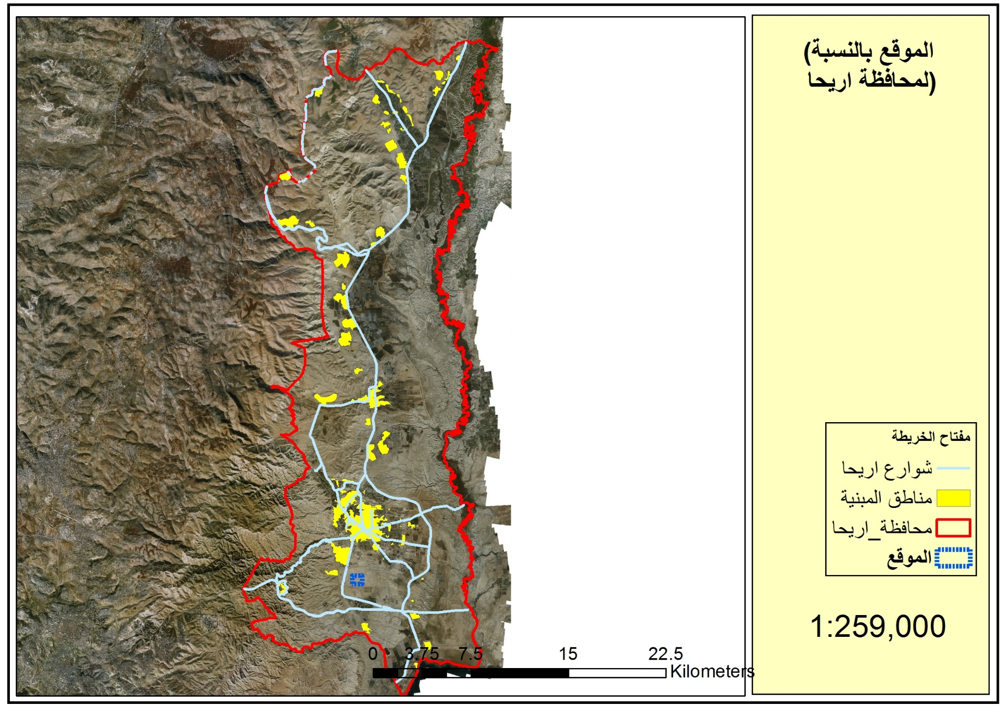 (الموقع بالنسبة
لمحافظة اريحا)
مفتاح الخريطة
شوارع اريحا
مناطق المبنية
محافظة_اريحا
الموقع
1:259,000
0 3.75 7.5 15 22.5
Kilometers